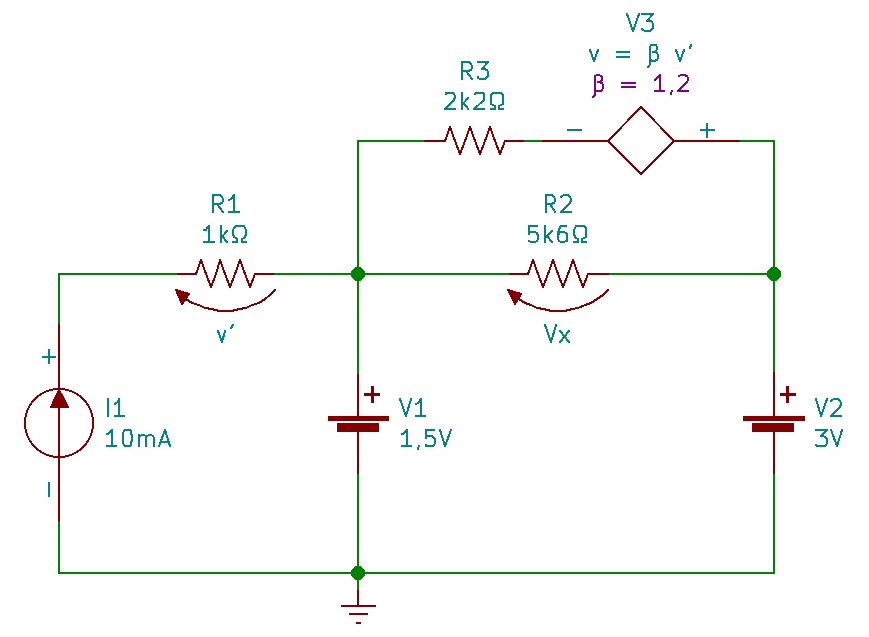 V3
v = β v′
β = 1,2
R3
2k2Ω
− +
R1
1kΩ
R2
5k6Ω
v′
Vx
+
I1
10mA
−
+
V1
1,5V
+
V2
3V